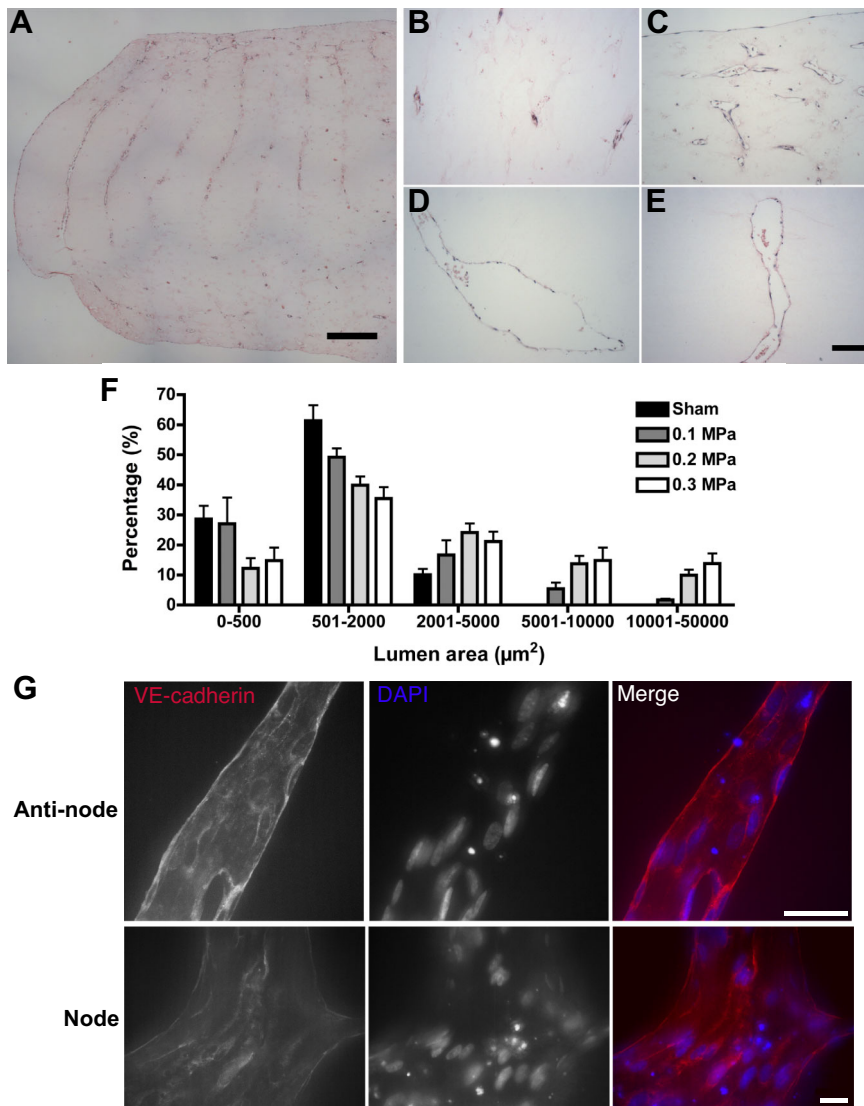 A
B
C
D
E
F
Percentage (%)
70
60
50
40
30
20
10
0
Sham
0.1 MPa
0.2 MPa
0.3 MPa
0-500 501-2000 2001-5000 5001-10000 10001-50000
Lumen area (µm²)
G
VE-cadherin DAPI Merge
Anti-node
Node